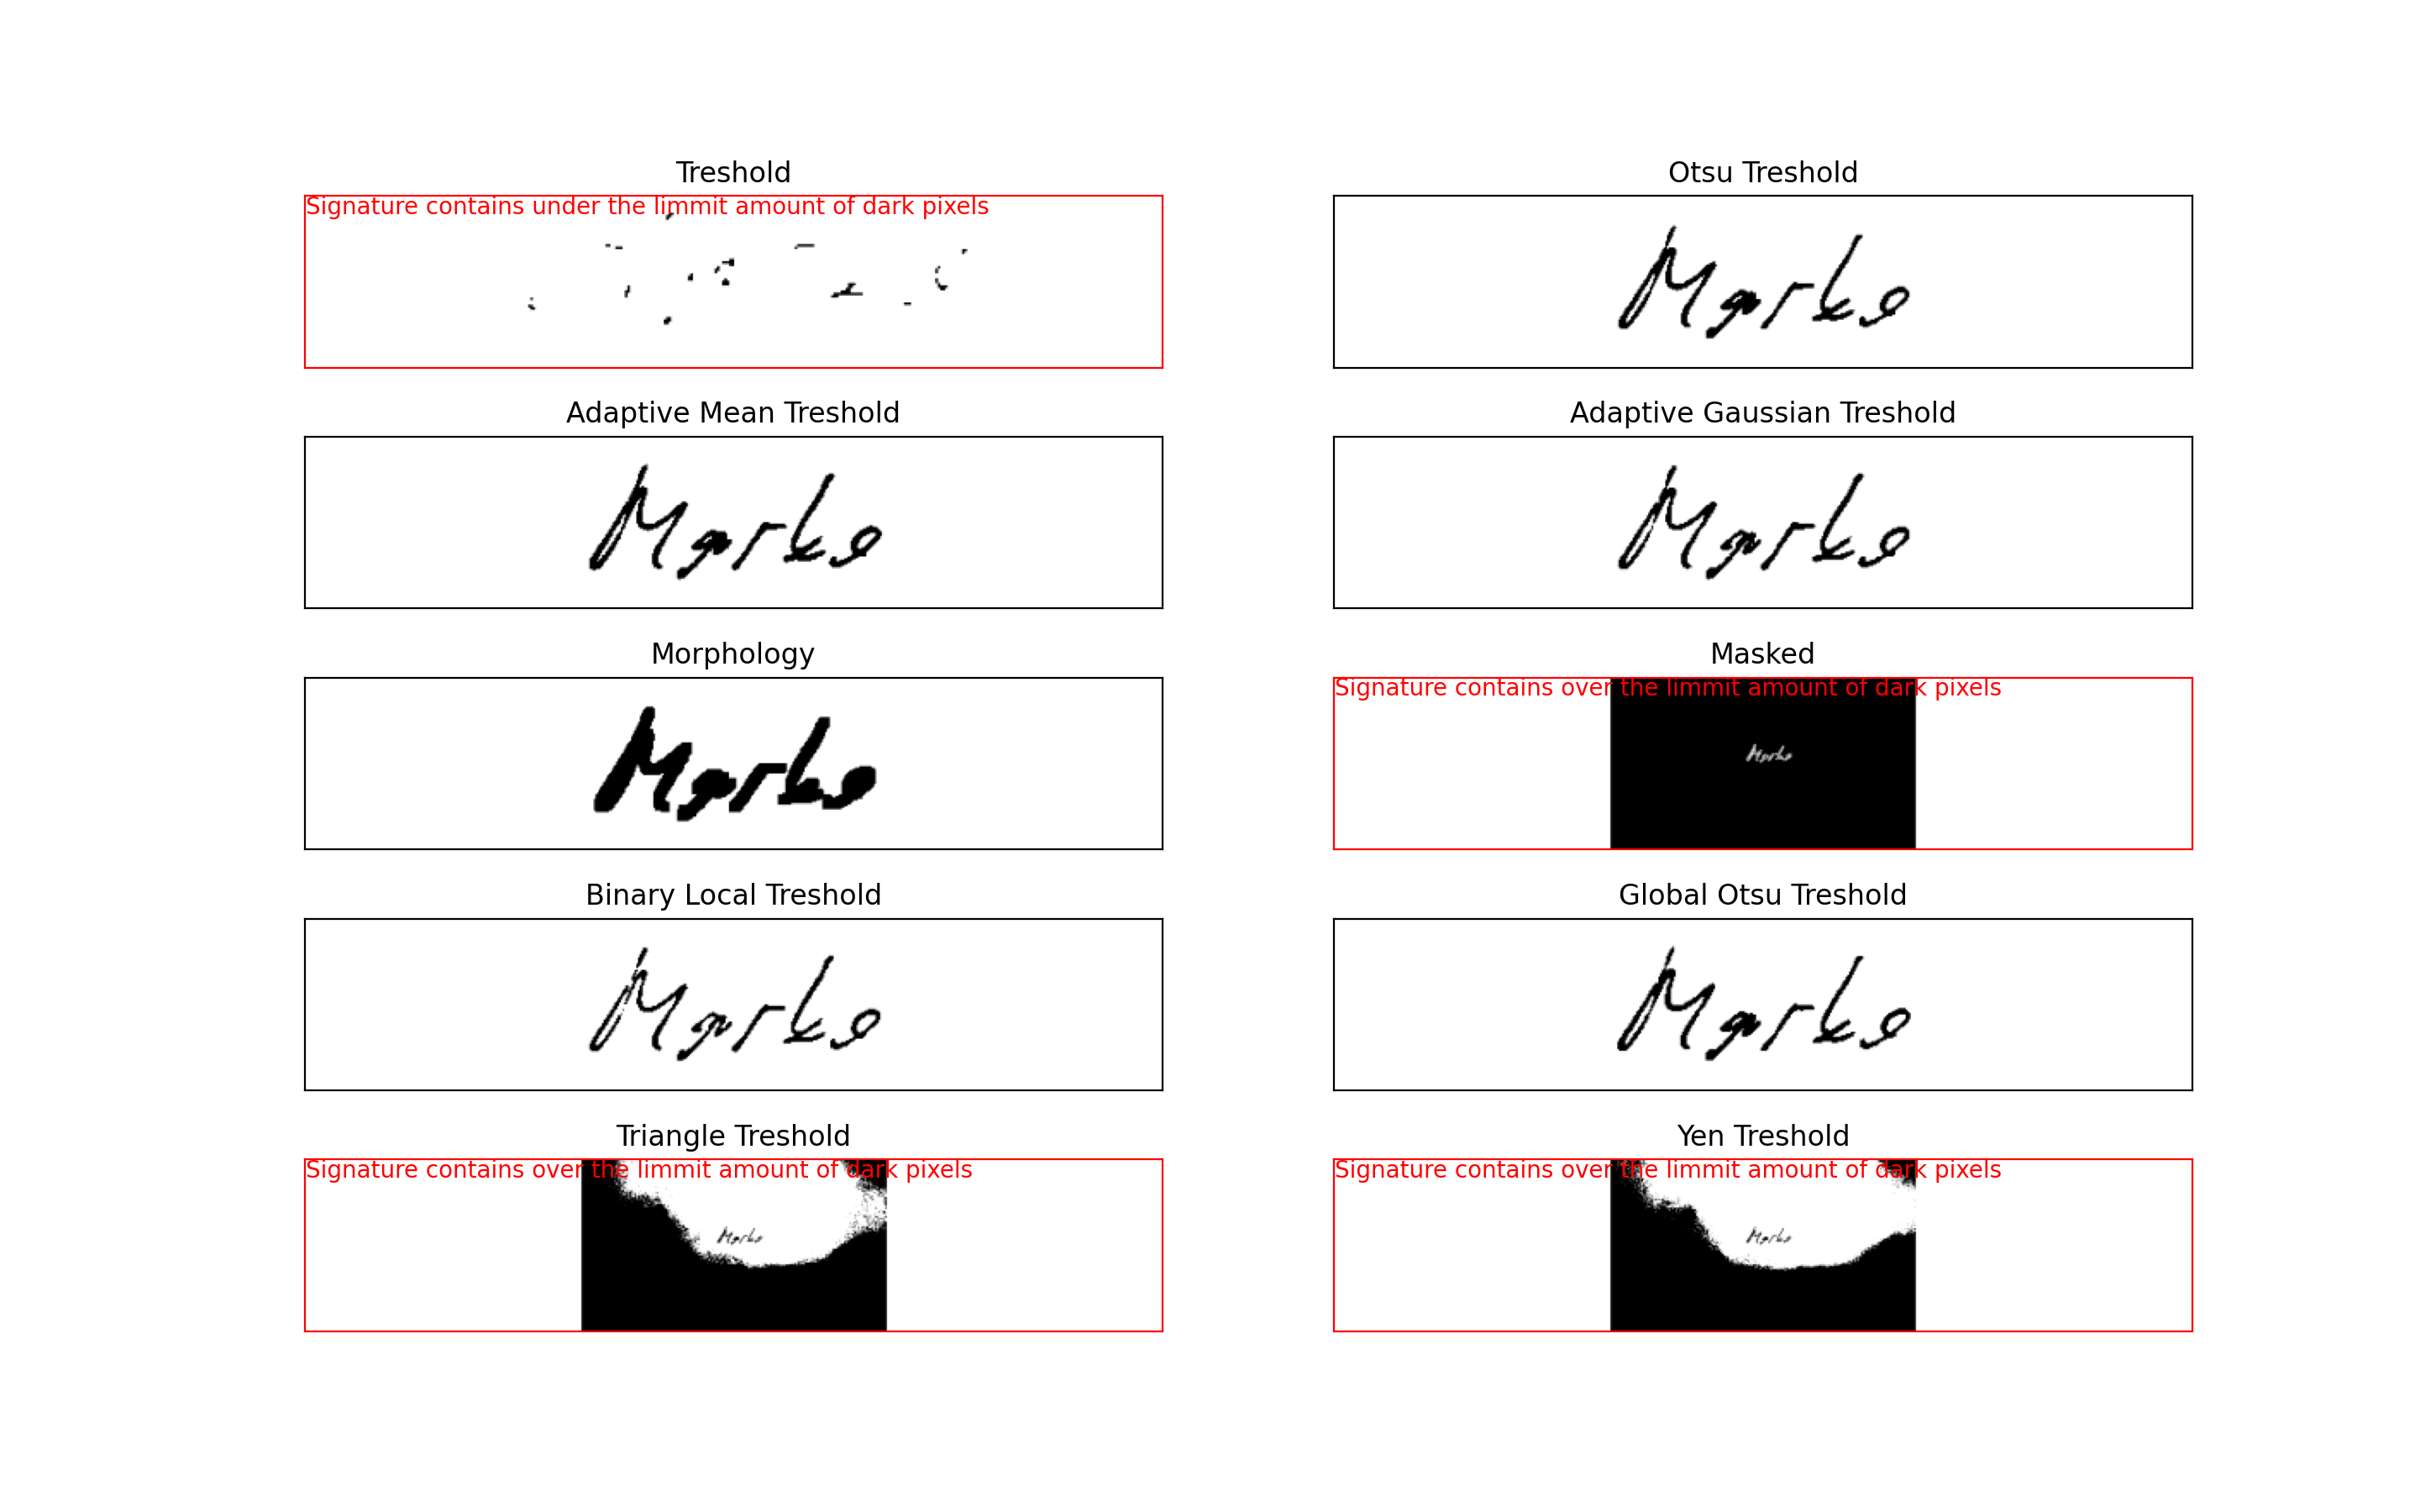 Treshold
Signature contains under the limmit amount of dark pixels
Otsu Treshold
Marko
Adaptive Mean Treshold
Marko
Adaptive Gaussian Treshold
Marko
Morphology
Marko
Masked
Signature contains over the limmit amount of dark pixels
Marko
Binary Local Treshold
Marko
Global Otsu Treshold
Marko
Triangle Treshold
Signature contains over the limmit amount of dark pixels
Marko
Yen Treshold
Signature contains over the limmit amount of dark pixels
Marko